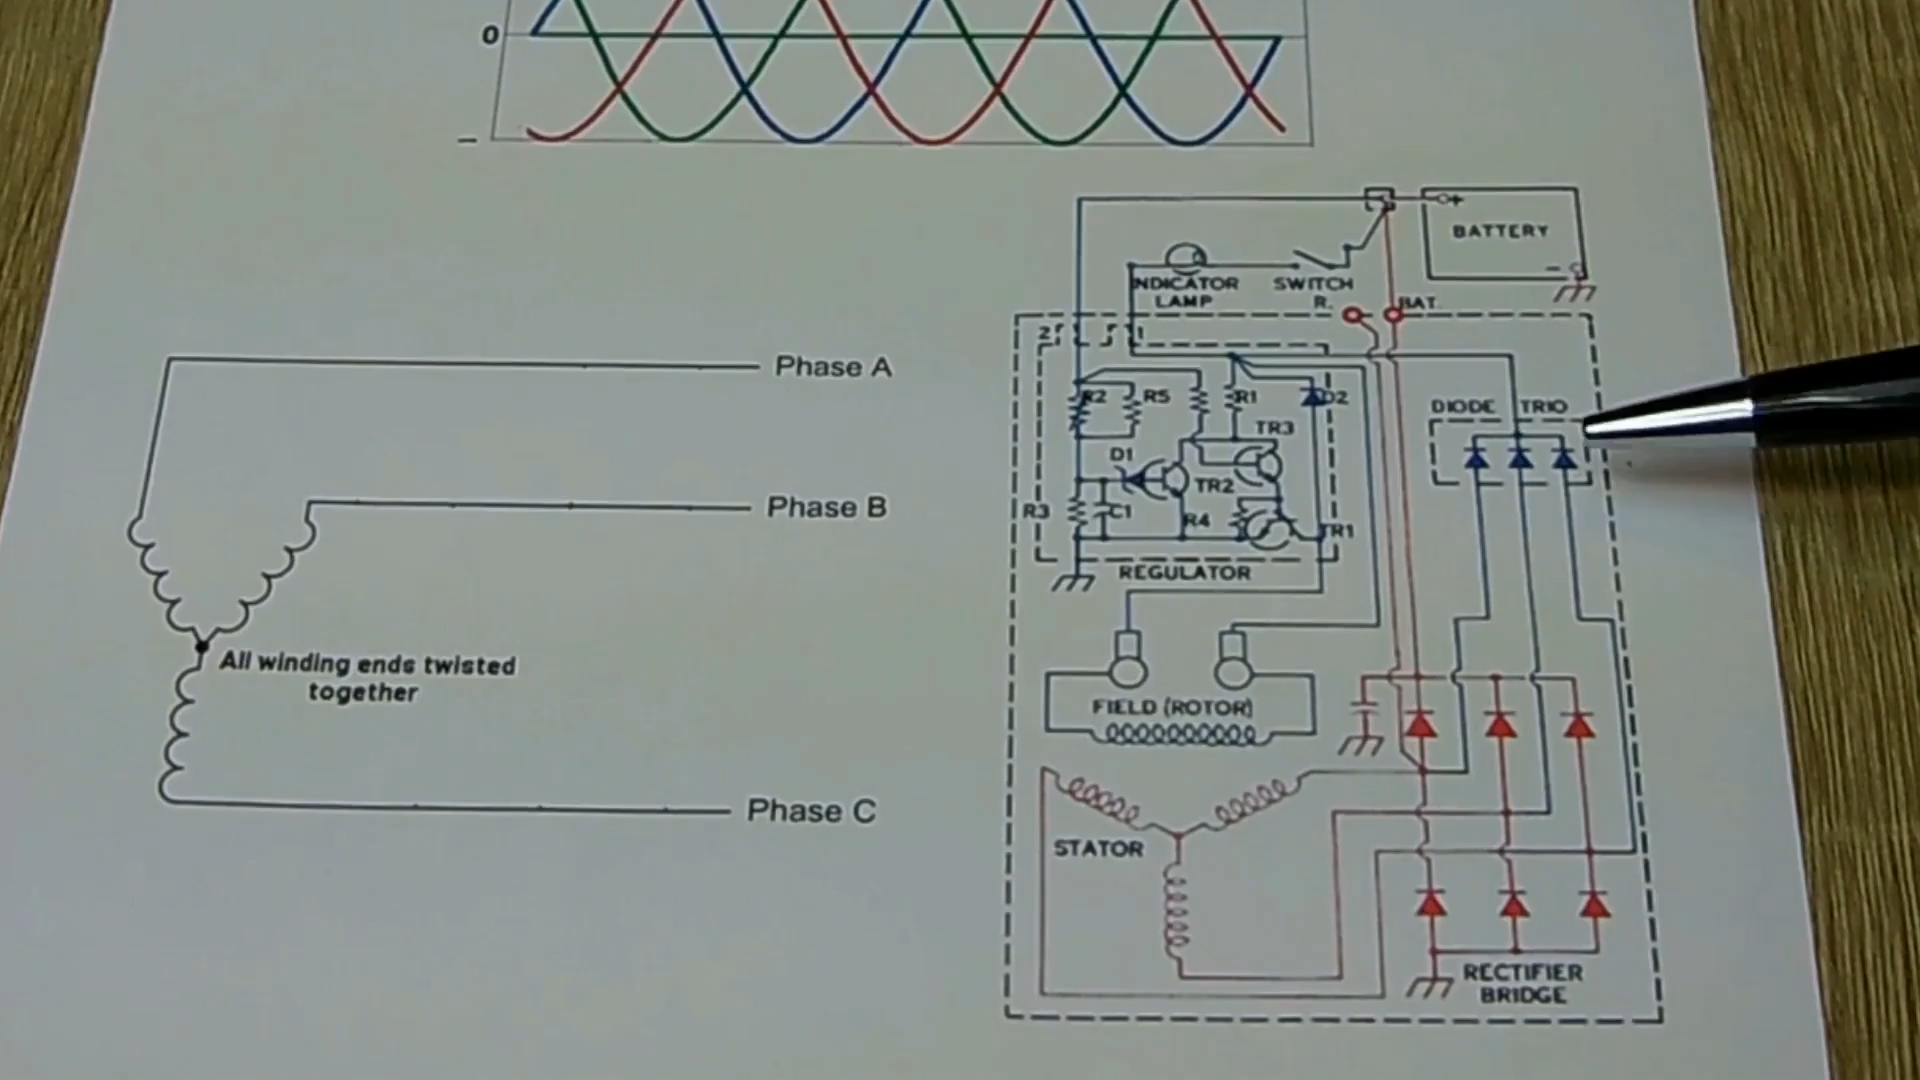 0
–
+
BATTERY
–
INDICATOR
LAMP
SWITCH
R.
BAT.
2
1
Phase A
R2
R5
R1
D2
DIODE TRIO
TR3
D1
TR2
Phase B
R3
C1
R4
TR1
REGULATOR
All winding ends twisted
together
FIELD (ROTOR)
Phase C
STATOR
RECTIFIER
BRIDGE